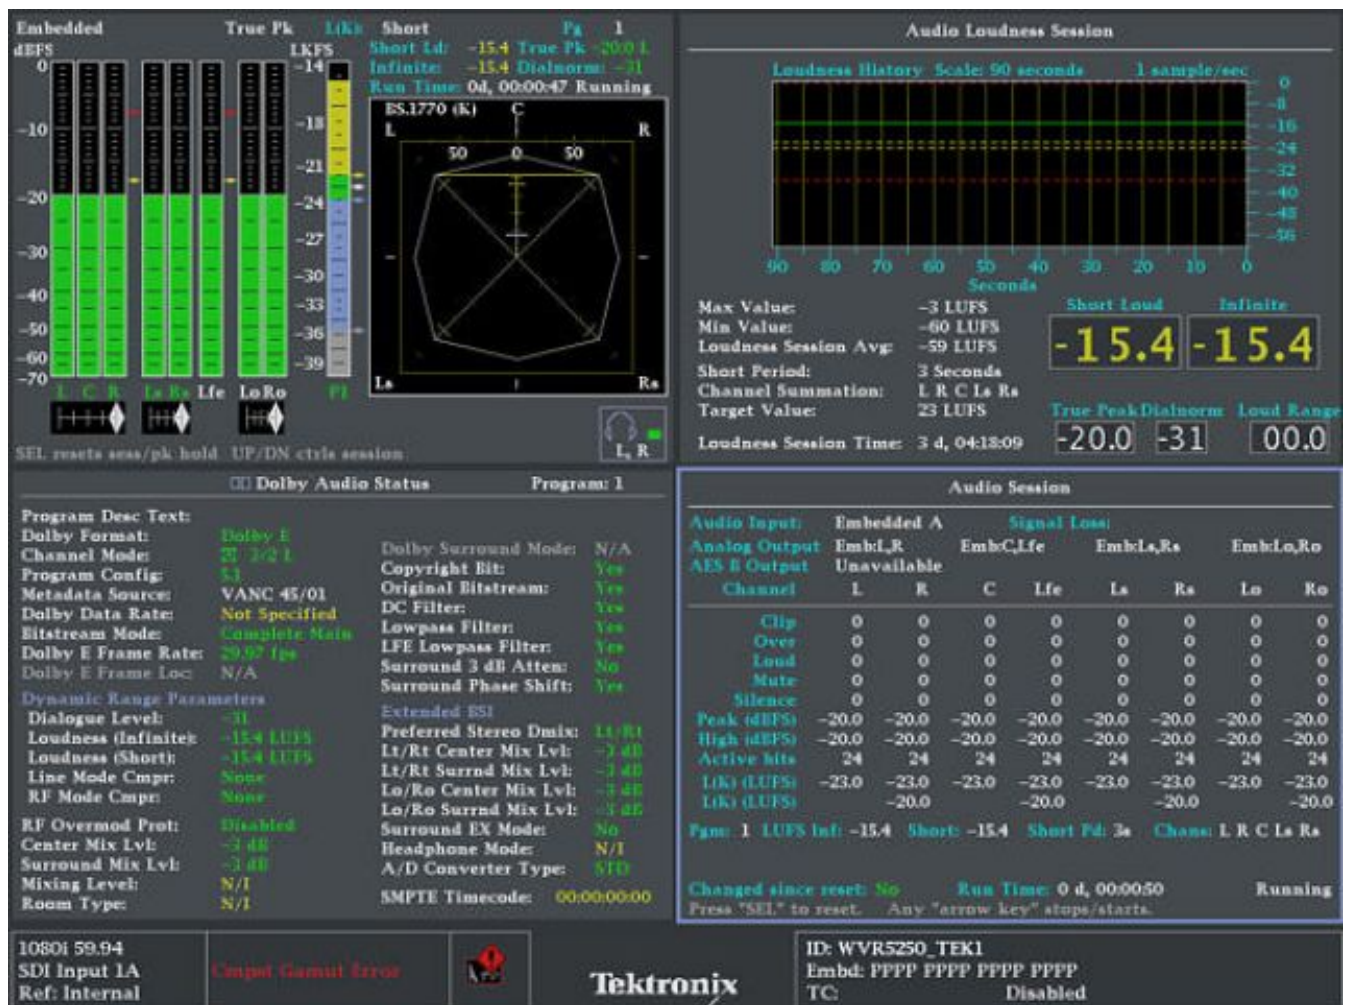 Embedded True Pk L(K) Short Pg 1
dBFS LKFS Short Ld: -15.4 True Pk -20.0 L
Infinite: -15.4 Dialnorm: -31
Run Time: 0d, 00:00:47 Running
BS.1770 (K) C
L R
50 0 50
0
-10
-20
-30
-40
-50
-60
-70
-14
-18
-21
-24
-27
-30
-33
-36
-39
Ls Rs
L C R Ls Rs Lfe Lo Ro P1
L, R
SEL resets sess/pk hold UP/DN ctrls session
Audio Loudness Session
Loudness History Scale: 90 seconds 1 sample/sec
0
-8
-16
-24
-32
-40
-48
-56
90 80 70 60 50 40 30 20 10 0
Seconds
Max Value: -3 LUFS Short Loud Infinite
Min Value: -60 LUFS -15.4 -15.4
Loudness Session Avg: -59 LUFS
Short Period: 3 Seconds
Channel Summation: L R C Ls Rs
Target Value: 23 LUFS True Peak Dialnorm Loud Range
Loudness Session Time: 3 d, 04:18:09 -20.0 -31 00.0
Dolby Audio Status Program: 1
Program Desc Text:
Dolby Format: Dolby E
Channel Mode: 3/2 L
Program Config: 5.1
Metadata Source: VANC 45/01
Dolby Data Rate: Not Specified
Bitstream Mode: Complete Main
Dolby E Frame Rate: 29.97 fps
Dolby E Frame Loc: N/A
Dynamic Range Parameters
Dialogue Level: -31
Loudness (Infinite): -15.4 LUFS
Loudness (Short): -15.4 LUFS
Line Mode Cmpr: None
RF Mode Cmpr: None
RF Overmod Prot: Disabled
Center Mix Lvl: -3 dB
Surround Mix Lvl: -3 dB
Mixing Level: N/I
Room Type: N/I
Dolby Surround Mode: N/A
Copyright Bit: Yes
Original Bitstream: Yes
DC Filter: Yes
Lowpass Filter: Yes
LFE Lowpass Filter: Yes
Surround 3 dB Atten: No
Surround Phase Shift: Yes
Extended BSI
Preferred Stereo Dmix: Lt/Rt
Lt/Rt Center Mix Lvl: -3 dB
Lt/Rt Surrnd Mix Lvl: -3 dB
Lo/Ro Center Mix Lvl: -3 dB
Lo/Ro Surrnd Mix Lvl: -3 dB
Surround EX Mode: No
Headphone Mode: N/I
A/D Converter Type: STD
SMPTE Timecode: 00:00:00:00
Audio Session
Audio Input: Embedded A Signal Loss:
Analog Output Emb:L,R Emb:C,Lfe Emb:Ls,Rs Emb:Lo,Ro
AES B Output Unavailable
Channel L R C Lfe Ls Rs Lo Ro
Clip 0 0 0 0 0 0 0 0
Over 0 0 0 0 0 0 0 0
Loud 0 0 0 0 0 0 0 0
Mute 0 0 0 0 0 0 0 0
Silence 0 0 0 0 0 0 0 0
Peak (dBFS) -20.0 -20.0 -20.0 -20.0 -20.0 -20.0 -20.0 -20.0
High (dBFS) -20.0 -20.0 -20.0 -20.0 -20.0 -20.0 -20.0 -20.0
Active bits 24 24 24 24 24 24 24 24
L(K) (LUFS) -23.0 -23.0 -23.0 -23.0 -23.0 -23.0 -23.0 -23.0
L(K) (LUFS) -20.0 -20.0 -20.0 -20.0
Pgm: 1 LUFS Inf: -15.4 Short: -15.4 Short Pd: 3s Chans: L R C Ls Rs
Changed since reset: No Run Time: 0 d, 00:00:50 Running
Press "SEL" to reset. Any "arrow key" stops/starts.
1080i 59.94
SDI Input 1A
Ref: Internal
Cmpst Gamut Error
Tektronix
ID: WVR5250_TEK1
Embd: PPPP PPPP PPPP PPPP
TC: Disabled